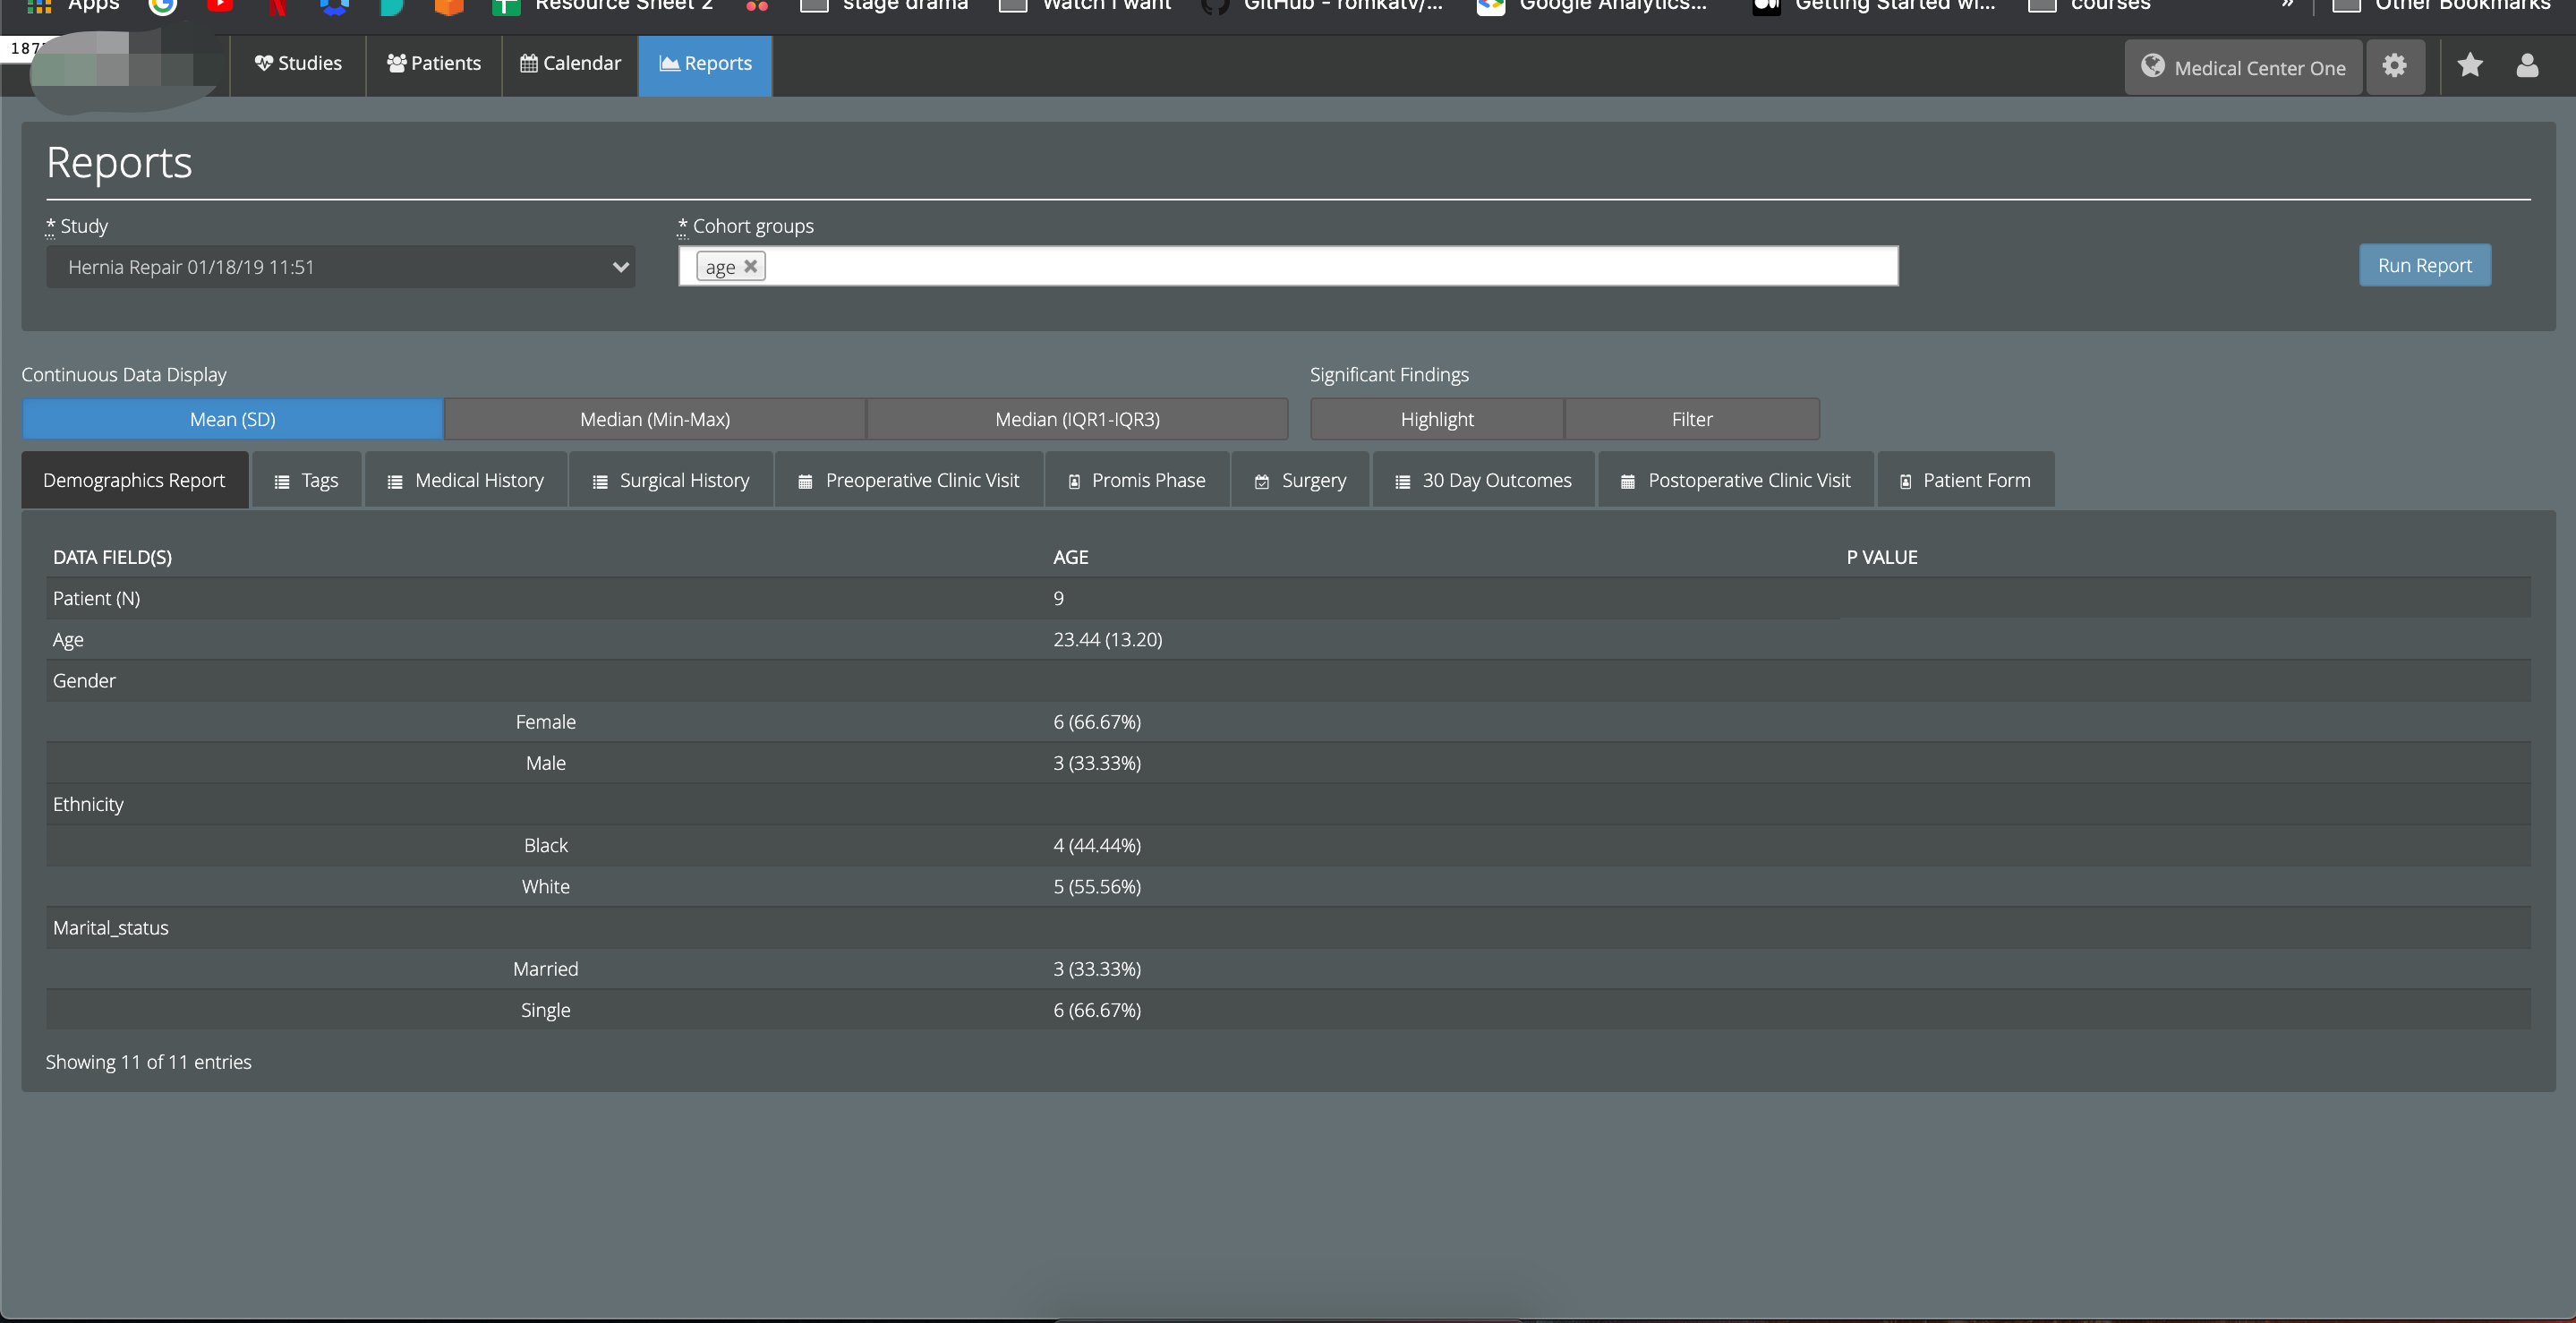 Apps Resource Sheet 2 stage drama Watch I want GitHub - romkatv/... Google Analytics... Getting Started wi... courses » Other Bookmarks
187
Studies Patients Calendar Reports Medical Center One
Reports
* Study * Cohort groups
Hernia Repair 01/18/19 11:51 age Run Report
Continuous Data Display Significant Findings
Mean (SD) Median (Min-Max) Median (IQR1-IQR3) Highlight Filter
Demographics Report Tags Medical History Surgical History Preoperative Clinic Visit Promis Phase Surgery 30 Day Outcomes Postoperative Clinic Visit Patient Form
DATA FIELD(S) AGE P VALUE
Patient (N) 9
Age 23.44 (13.20)
Gender
Female 6 (66.67%)
Male 3 (33.33%)
Ethnicity
Black 4 (44.44%)
White 5 (55.56%)
Marital_status
Married 3 (33.33%)
Single 6 (66.67%)
Showing 11 of 11 entries